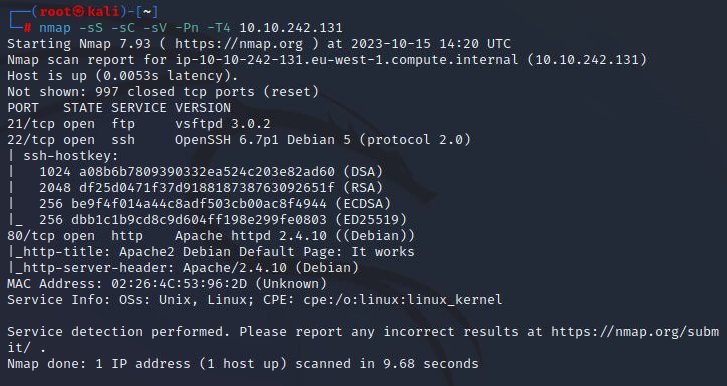 ┌──(root㉿kali)-[~]
└─# nmap -sS -sC -sV -Pn -T4 10.10.242.131
Starting Nmap 7.93 ( https://nmap.org ) at 2023-10-15 14:20 UTC
Nmap scan report for ip-10-10-242-131.eu-west-1.compute.internal (10.10.242.131)
Host is up (0.0053s latency).
Not shown: 997 closed tcp ports (reset)
PORT   STATE SERVICE VERSION
21/tcp open  ftp     vsftpd 3.0.2
22/tcp open  ssh     OpenSSH 6.7p1 Debian 5 (protocol 2.0)
| ssh-hostkey:
|   1024 a08b6b7809390332ea524c203e82ad60 (DSA)
|   2048 df25d0471f37d918818738763092651f (RSA)
|   256 be9f4f014a44c8adf503cb00ac8f4944 (ECDSA)
|_  256 dbb1c1b9cd8c9d604ff198e299fe0803 (ED25519)
80/tcp open  http    Apache httpd 2.4.10 ((Debian))
|_http-title: Apache2 Debian Default Page: It works
|_http-server-header: Apache/2.4.10 (Debian)
MAC Address: 02:26:4C:53:96:2D (Unknown)
Service Info: OSs: Unix, Linux; CPE: cpe:/o:linux:linux_kernel

Service detection performed. Please report any incorrect results at https://nmap.org/subm
it/ .
Nmap done: 1 IP address (1 host up) scanned in 9.68 seconds